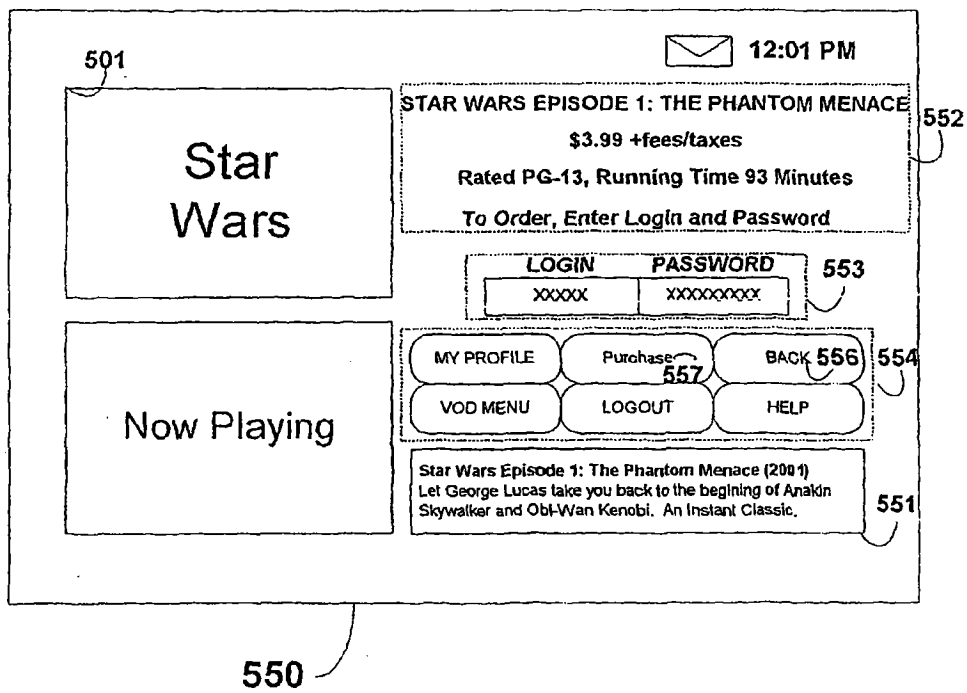 12:01 PM
501
Star
Wars
STAR WARS EPISODE 1: THE PHANTOM MENACE
552
$3.99 +fees/taxes
Rated PG-13, Running Time 93 Minutes
To Order, Enter Login and Password
LOGIN PASSWORD
553
XXXXX XXXXXXXXX
MY PROFILE Purchase 557 BACK 556
554
VOD MENU LOGOUT HELP
Now Playing
Star Wars Episode 1: The Phantom Menace (2001)
Let George Lucas take you back to the begining of Anakin
Skywalker and Obi-Wan Kenobi. An Instant Classic.
551
550